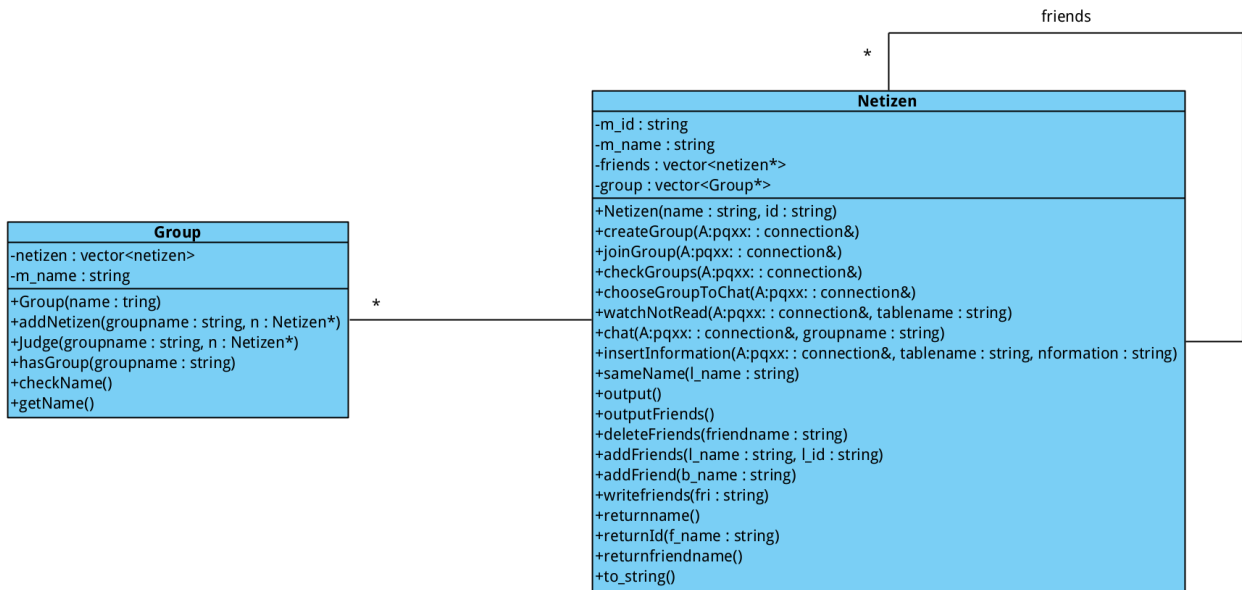 friends
*
Netizen
-m_id : string
-m_name : string
-friends : vector<netizen*>
-group : vector<Group*>
+Netizen(name : string, id : string)
+createGroup(A:pqxx: : connection&)
+joinGroup(A:pqxx: : connection&)
+checkGroups(A:pqxx: : connection&)
+chooseGroupToChat(A:pqxx: : connection&)
+watchNotRead(A:pqxx: : connection&, tablename : string)
+chat(A:pqxx: : connection&, groupname : string)
+insertInformation(A:pqxx: : connection&, tablename : string, nformation : string)
+sameName(l_name : string)
+output()
+outputFriends()
+deleteFriends(friendname : string)
+addFriends(l_name : string, l_id : string)
+addFriend(b_name : string)
+writefriends(fri : string)
+returnname()
+returnId(f_name : string)
+returnfriendname()
+to_string()
Group
-netizen : vector<netizen>
-m_name : string
+Group(name : tring)
+addNetizen(groupname : string, n : Netizen*)
+Judge(groupname : string, n : Netizen*)
+hasGroup(groupname : string)
+checkName()
+getName()
*